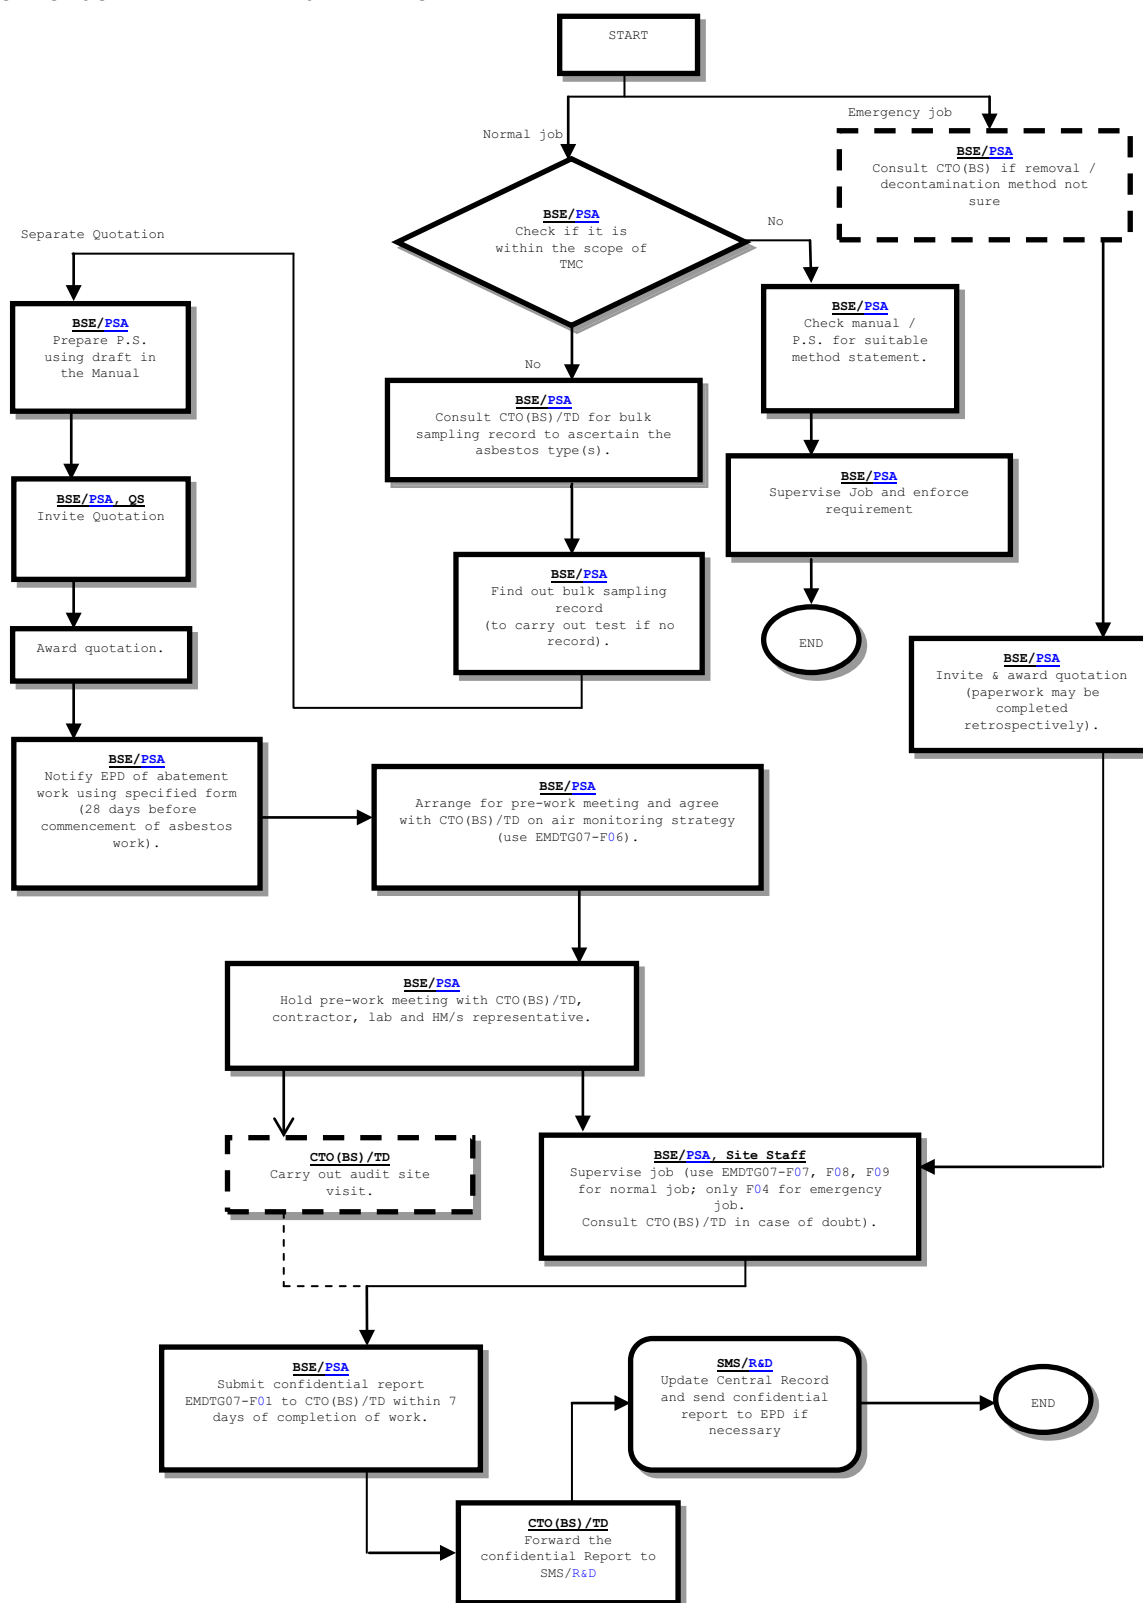 START
Emergency job
Normal job
BSE/PSA
Consult CTO(BS) if removal /
decontamination method not
sure
BSE/PSA
Check if it is
within the scope of
TMC
No
Separate Quotation
BSE/PSA
Prepare P.S.
using draft in
the Manual
BSE/PSA
Check manual /
P.S. for suitable
method statement.
No
BSE/PSA
Consult CTO(BS)/TD for bulk
sampling record to ascertain the
asbestos type(s).
BSE/PSA
Supervise Job and enforce
requirement
BSE/PSA, QS
Invite Quotation
BSE/PSA
Find out bulk sampling
record
(to carry out test if no
record).
END
Award quotation.
BSE/PSA
Invite & award quotation
(paperwork may be
completed
retrospectively).
BSE/PSA
Notify EPD of abatement
work using specified form
(28 days before
commencement of asbestos
work).
BSE/PSA
Arrange for pre-work meeting and agree
with CTO(BS)/TD on air monitoring strategy
(use EMDTG07-F06).
BSE/PSA
Hold pre-work meeting with CTO(BS)/TD,
contractor, lab and HM/s representative.
CTO(BS)/TD
Carry out audit site
visit.
BSE/PSA, Site Staff
Supervise job (use EMDTG07-F07, F08, F09
for normal job; only F04 for emergency
job.
Consult CTO(BS)/TD in case of doubt).
BSE/PSA
Submit confidential report
EMDTG07-F01 to CTO(BS)/TD within 7
days of completion of work.
SMS/R&D
Update Central Record
and send confidential
report to EPD if
necessary
END
CTO(BS)/TD
Forward the
confidential Report to
SMS/R&D